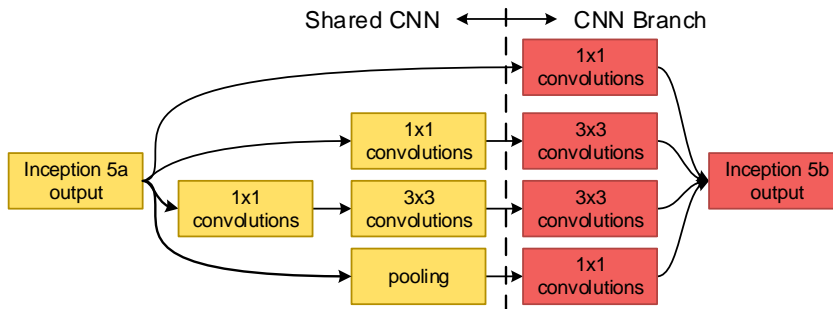 Shared CNN
CNN Branch
1x1
convolutions
1x1
convolutions
3x3
convolutions
Inception 5a
output
1x1
convolutions
3x3
convolutions
3x3
convolutions
Inception 5b
output
pooling
1x1
convolutions